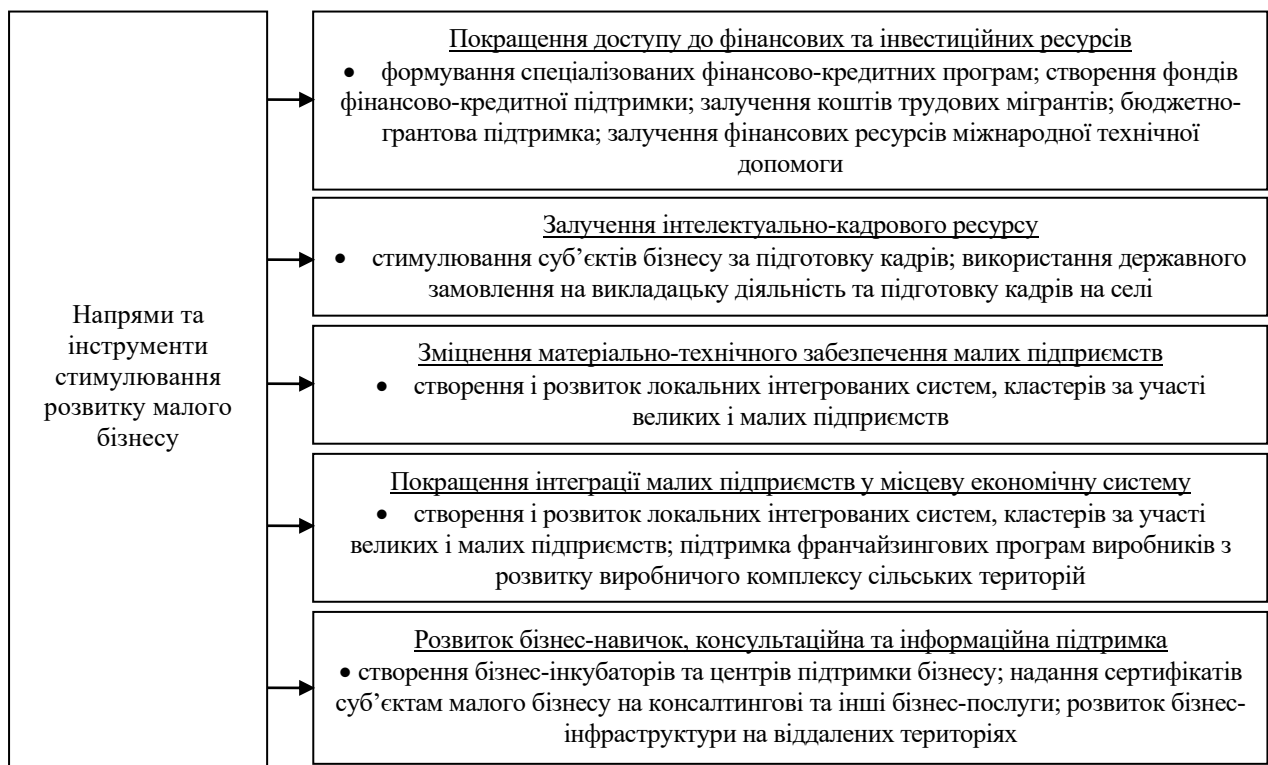 Напрями та
інструменти
стимулювання
розвитку малого
бізнесу
Покращення доступу до фінансових та інвестиційних ресурсів
• формування спеціалізованих фінансово-кредитних програм; створення фондів
фінансово-кредитної підтримки; залучення коштів трудових мігрантів; бюджетно-
грантова підтримка; залучення фінансових ресурсів міжнародної технічної
допомоги
Залучення інтелектуально-кадрового ресурсу
• стимулювання суб’єктів бізнесу за підготовку кадрів; використання державного
замовлення на викладацьку діяльність та підготовку кадрів на селі
Зміцнення матеріально-технічного забезпечення малих підприємств
• створення і розвиток локальних інтегрованих систем, кластерів за участі
великих і малих підприємств
Покращення інтеграції малих підприємств у місцеву економічну систему
• створення і розвиток локальних інтегрованих систем, кластерів за участі
великих і малих підприємств; підтримка франчайзингових програм виробників з
розвитку виробничого комплексу сільських територій
Розвиток бізнес-навичок, консультаційна та інформаційна підтримка
• створення бізнес-інкубаторів та центрів підтримки бізнесу; надання сертифікатів
суб’єктам малого бізнесу на консалтингові та інші бізнес-послуги; розвиток бізнес-
інфраструктури на віддалених територіях